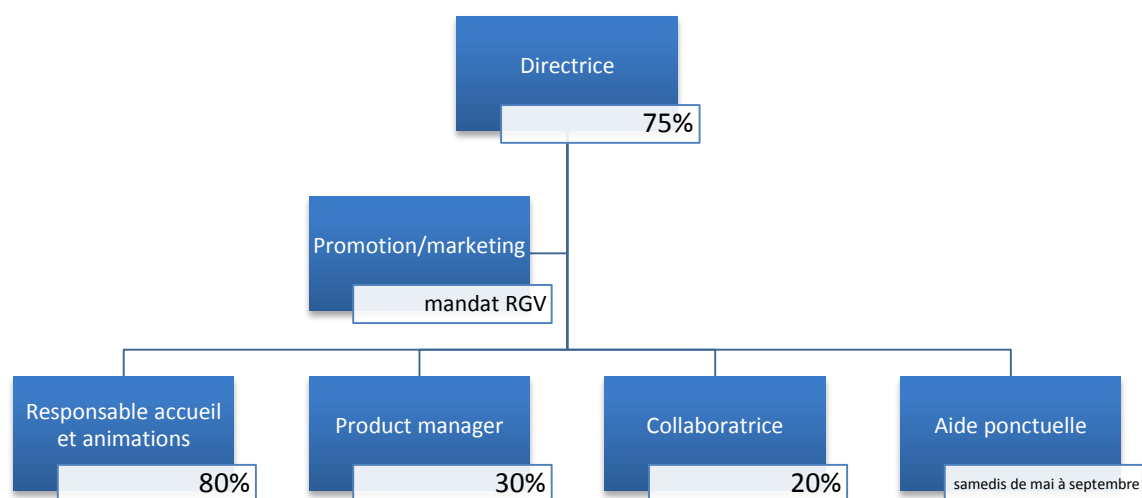 Directrice
75%
Promotion/marketing
mandat RGV
Responsable accueil
et animations
80%
Product manager
30%
Collaboratrice
20%
Aide ponctuelle
samedis de mai à septembre